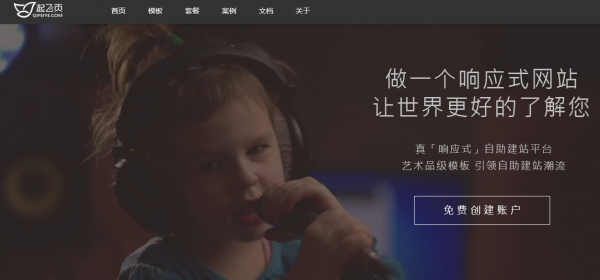 起飞页
QIFEIYE.COM
首页 模板 套餐 案例 文档 关于
做一个响应式网站
让世界更好的了解您
真「响应式」自助建站平台
艺术品级模板 引领自助建站潮流
免费创建账户